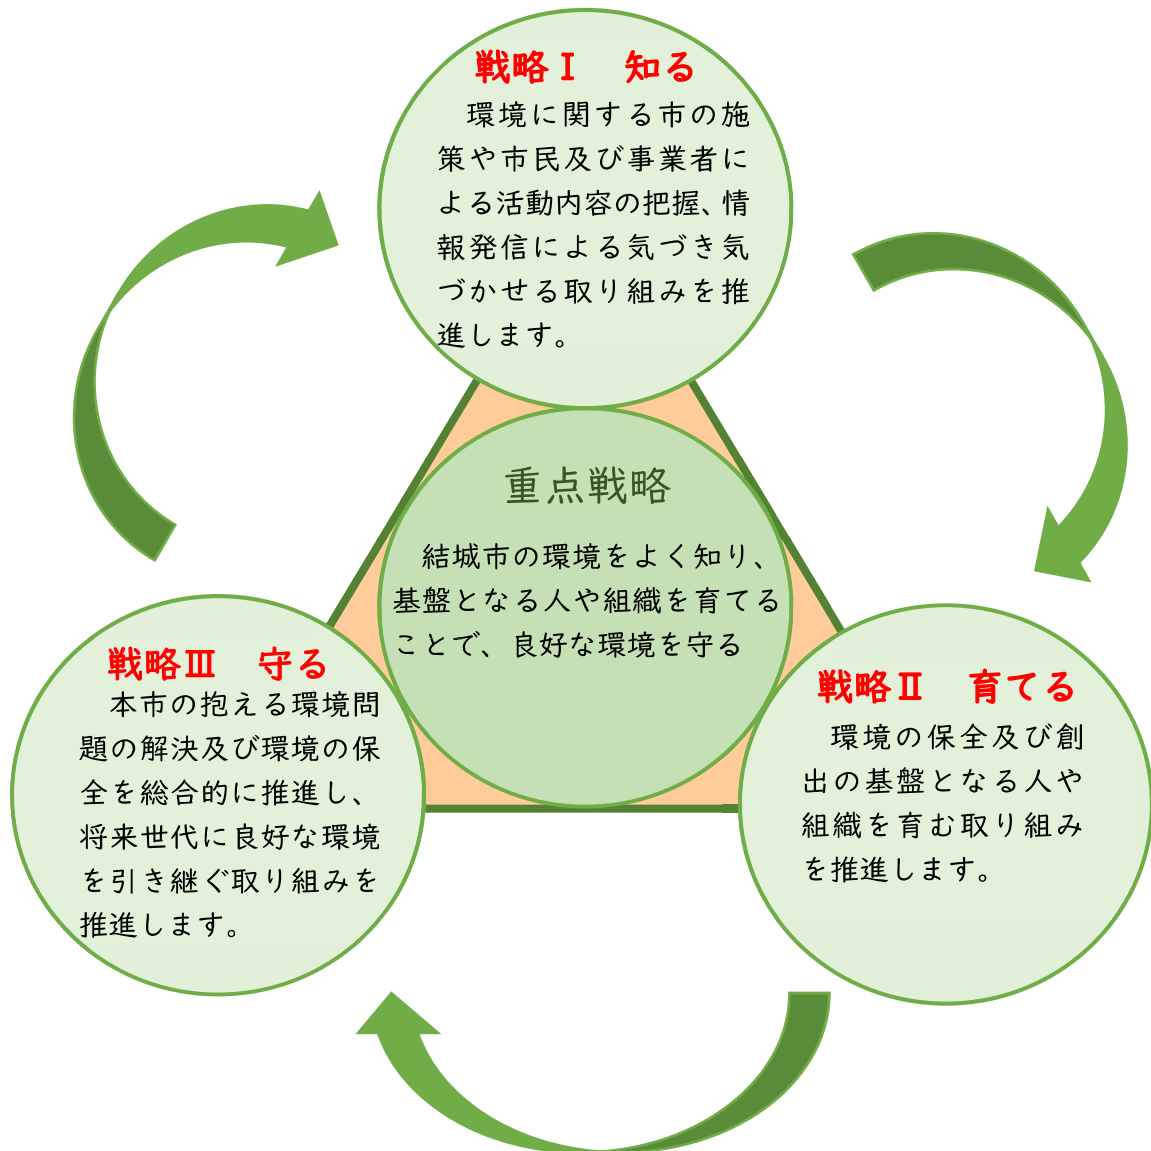 戦略Ⅰ　知る
環境に関する市の施
策や市民及び事業者に
よる活動内容の把握、情
報発信による気づき気
づかせる取り組みを推
進します。
重点戦略
結城市の環境をよく知り、
基盤となる人や組織を育てる
ことで、良好な環境を守る
戦略Ⅱ　育てる
環境の保全及び創
出の基盤となる人や
組織を育む取り組み
を推進します。
戦略Ⅲ　守る
本市の抱える環境問
題の解決及び環境の保
全を総合的に推進し、
将来世代に良好な環境
を引き継ぐ取り組みを
推進します。